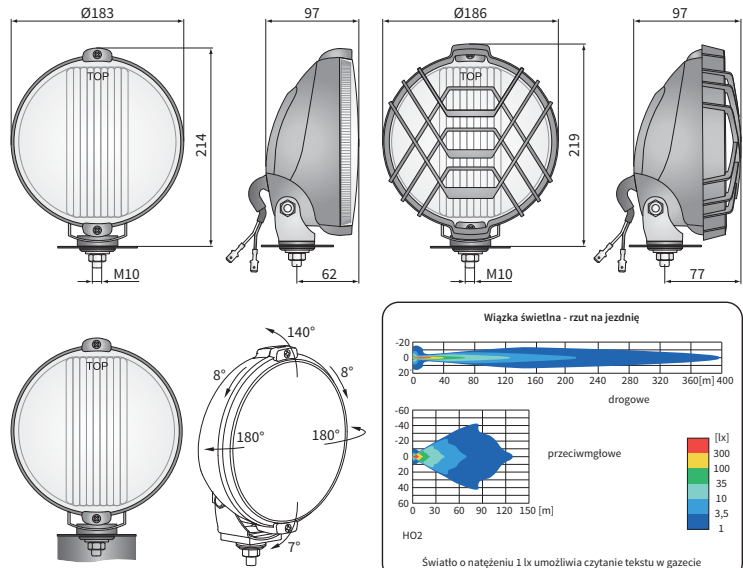 Ø183
97
Ø186
97
TOP
214
TOP
219
M10
62
M10
77
TOP
140°
8°
8°
180°
180°
7°
Wiązka świetlna - rzut na jezdnię
-20
0
20
0 40 80 120 160 200 240 280 320 360[m] 400
drogowe
-60
-40
-20
0
20
40
60
0 30 60 90 120 150 [m]
przeciwmgłowe
[lx]
300
100
35
10
3,5
1
HO2
Światło o natężeniu 1 lx umożliwia czytanie tekstu w gazecie